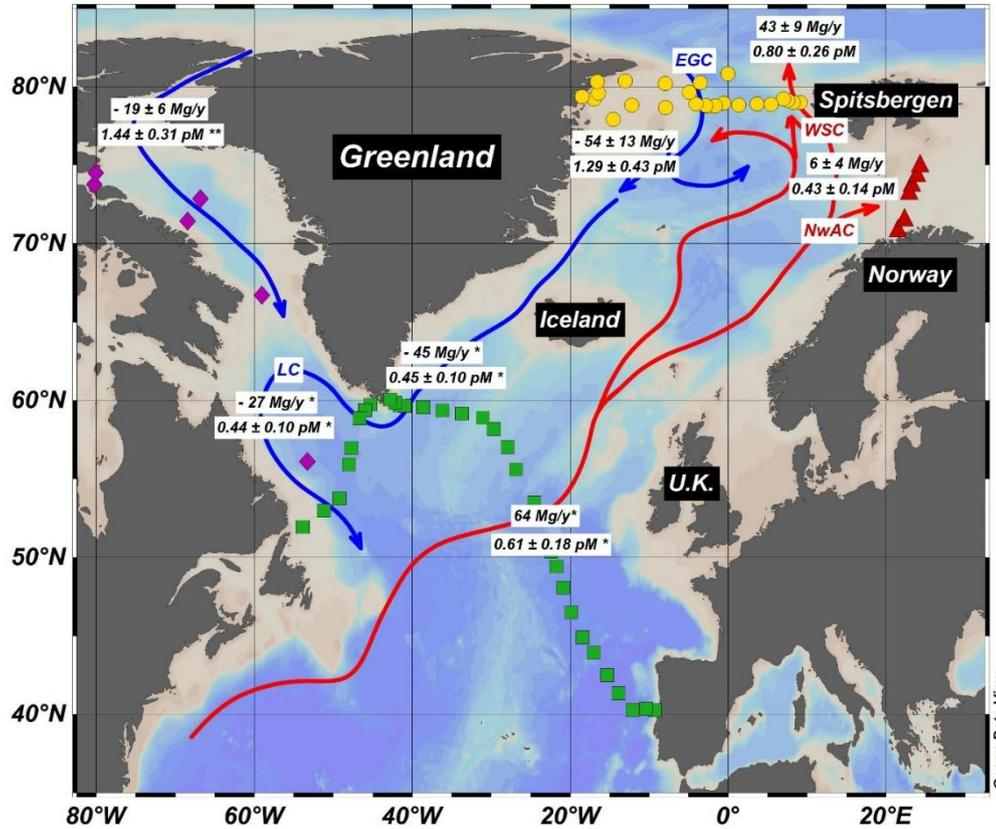 43 ± 9 Mg/y
0.80 ± 0.26 pM
EGC
80°N
Spitsbergen
- 19 ± 6 Mg/y
1.44 ± 0.31 pM **
WSC
- 54 ± 13 Mg/y
1.29 ± 0.43 pM
Greenland
6 ± 4 Mg/y
0.43 ± 0.14 pM
NwAC
70°N
Norway
Iceland
- 45 Mg/y *
0.45 ± 0.10 pM *
LC
- 27 Mg/y *
0.44 ± 0.10 pM *
60°N
U.K.
64 Mg/y*
0.61 ± 0.18 pM *
50°N
40°N
80°W
60°W
40°W
20°W
0°
20°E